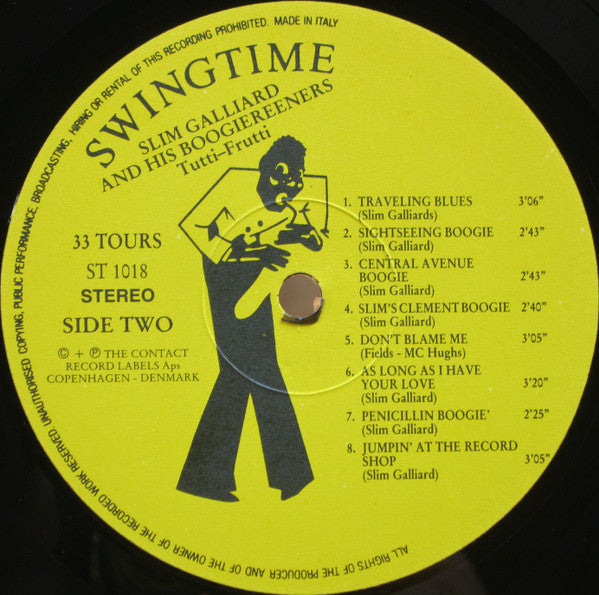 ALL RIGHTS OF THE PRODUCER AND OF THE OWNER OF THE RECORDED WORK RESERVED. UNAUTHORISED COPYING, PUBLIC PERFORMANCE, BROADCASTING, HIRING OR RENTAL OF THIS RECORDING PROHIBITED. MADE IN ITALY
SWINGTIME
SLIM GALLIARD
AND HIS BOOGIEREENERS
Tutti-Frutti
33 TOURS
ST 1018
STEREO
SIDE TWO
© + ℗ THE CONTACT
RECORD LABELS Aps
COPENHAGEN - DENMARK
1. TRAVELING BLUES 3'06"
(Slim Galliards)
2. SIGHTSEEING BOOGIE 2'43"
(Slim Galliard)
3. CENTRAL AVENUE
BOOGIE 2'43"
(Slim Galliard)
4. SLIM'S CLEMENT BOOGIE 2'40"
(Slim Galliard)
5. DON'T BLAME ME 3'05"
(Fields - MC Hughs)
6. AS LONG AS I HAVE
YOUR LOVE 3'20"
(Slim Galliard)
7. PENICILLIN BOOGIE' 2'25"
(Slim Galliard)
8. JUMPIN' AT THE RECORD
SHOP 3'05"
(Slim Galliard)